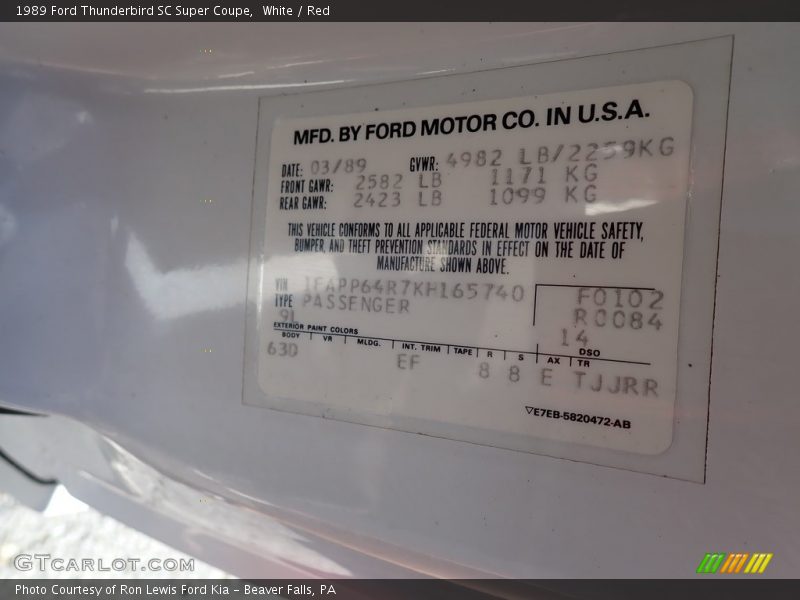 1989 Ford Thunderbird SC Super Coupe, White / Red
MFD. BY FORD MOTOR CO. IN U.S.A.
DATE: 03/89 GVWR: 4982 LB/2259KG
FRONT GAWR: 2582 LB 1171 KG
REAR GAWR: 2423 LB 1099 KG
THIS VEHICLE CONFORMS TO ALL APPLICABLE FEDERAL MOTOR VEHICLE SAFETY,
BUMPER, AND THEFT PREVENTION STANDARDS IN EFFECT ON THE DATE OF
MANUFACTURE SHOWN ABOVE.
VIN 1FAPP64R7KH165740 F0102
TYPE PASSENGER R0084
9L 14
EXTERIOR PAINT COLORS DSO
BODY VR MLDG. INT. TRIM TAPE R S AX TR
63D EF 8 8 E TJJRR
▽E7EB-5820472-AB
GTCARLOT.COM
Photo Courtesy of Ron Lewis Ford Kia - Beaver Falls, PA